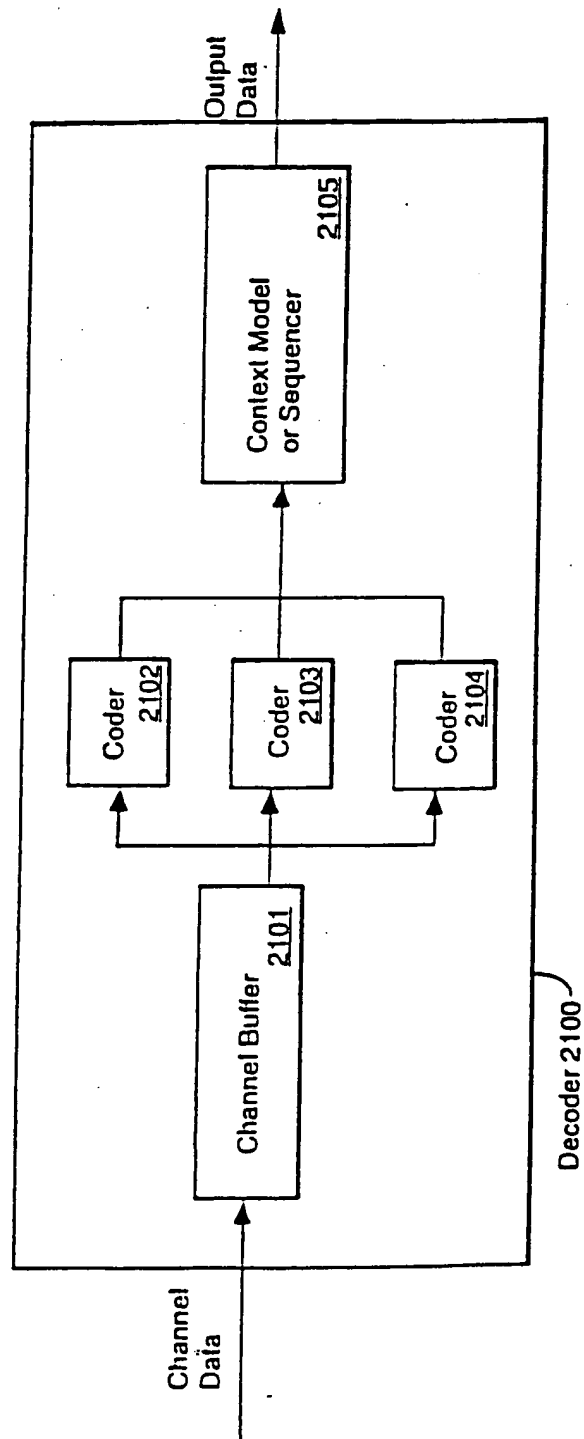 Channel
Data
Channel Buffer
2101
Coder
2102
Coder
2103
Coder
2104
Context Model
or Sequencer
2105
Output
Data
Decoder 2100